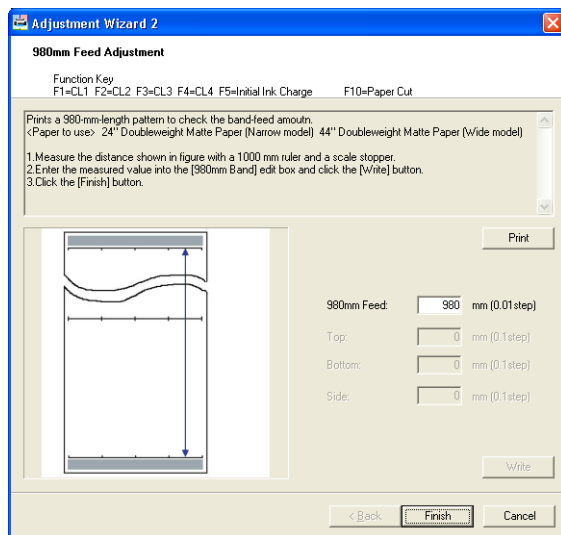 Adjustment Wizard 2
980mm Feed Adjustment
Function Key
F1=CL1 F2=CL2 F3=CL3 F4=CL4 F5=Initial Ink Charge F10=Paper Cut
Prints a 980-mm-length pattern to check the band-feed amoutn.
<Paper to use> 24" Doubleweight Matte Paper (Narrow model) 44" Doubleweight Matte Paper (Wide model)
1.Measure the distance shown in figure with a 1000 mm ruler and a scale stopper.
2.Enter the measured value into the [980mm Band] edit box and click the [Write] button.
3.Click the [Finish] button.
Print
980mm Feed: 980 mm (0.01step)
Top: 0 mm (0.1step)
Bottom: 0 mm (0.1step)
Side: 0 mm (0.1step)
Write
< Back Finish Cancel